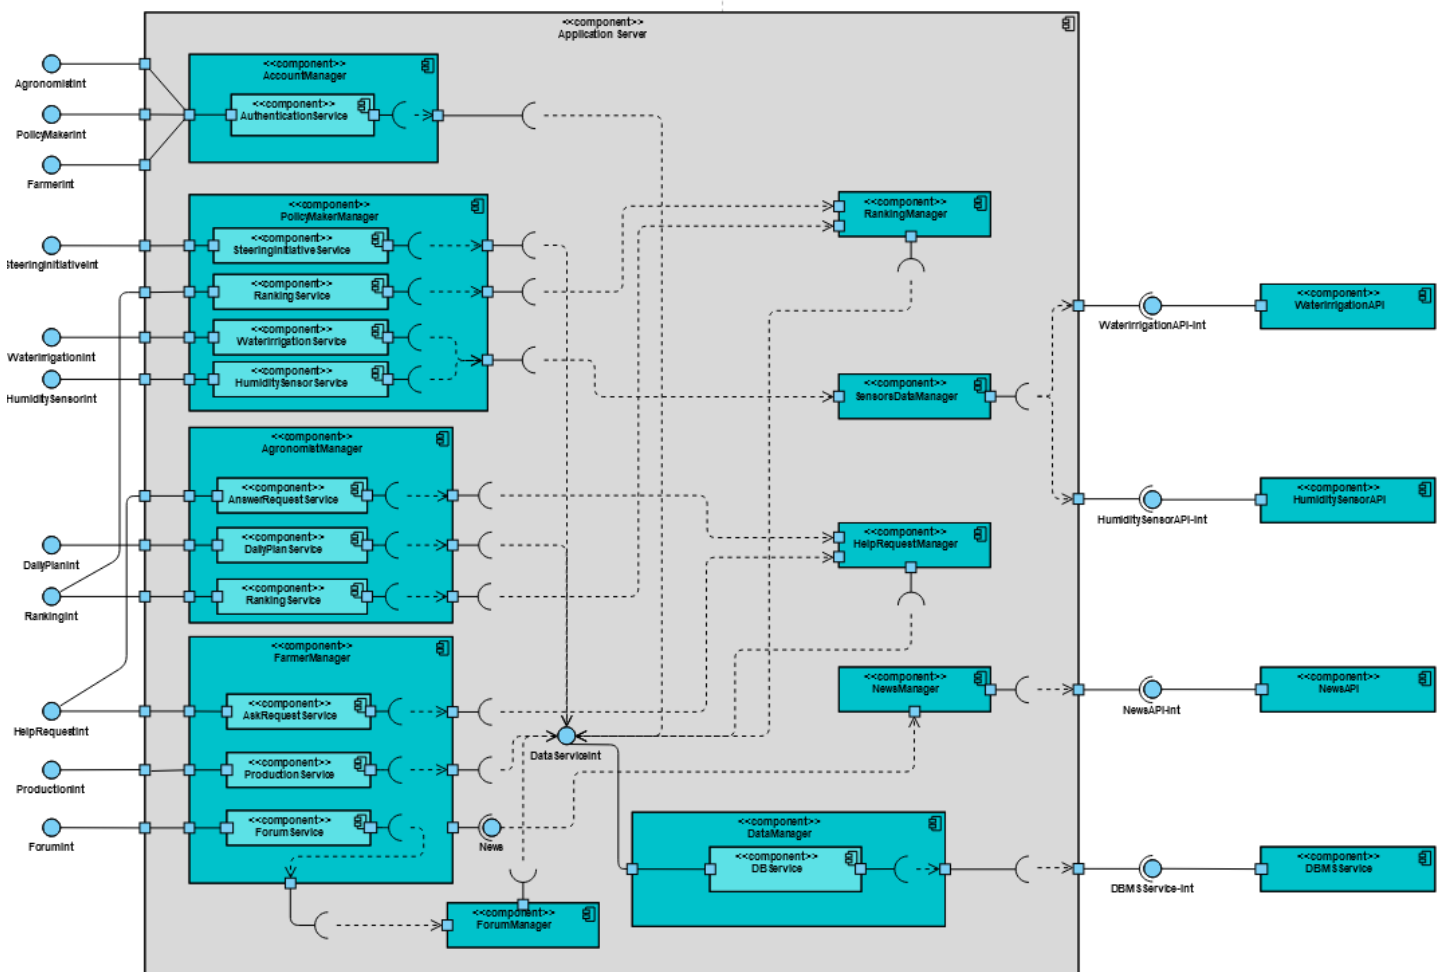 <<component>>
Application Server
AgronomistInt
PolicyMakerInt
FarmerInt
<<component>>
AccountManager
<<component>>
AuthenticationService
<<component>>
PolicyMakerManager
<<component>>
SteeringInitiativeService
<<component>>
RankingService
<<component>>
WaterIrrigationService
<<component>>
HumiditySensorService
SteeringInitiativeInt
WaterIrrigationInt
HumiditySensorInt
<<component>>
RankingManager
<<component>>
SensorsDataManager
WaterIrrigationAPI-Int
<<component>>
WaterIrrigationAPI
<<component>>
AgronomistManager
<<component>>
AnswerRequestService
<<component>>
DailyPlanService
<<component>>
RankingService
DailyPlanInt
RankingInt
<<component>>
HelpRequestManager
HumiditySensorAPI-Int
<<component>>
HumiditySensorAPI
<<component>>
FarmerManager
<<component>>
AskRequestService
<<component>>
ProductionService
<<component>>
ForumService
HelpRequestInt
ProductionInt
ForumInt
News
DataServiceInt
<<component>>
NewsManager
NewsAPI-Int
<<component>>
NewsAPI
<<component>>
DataManager
<<component>>
DBService
DBMSService-Int
<<component>>
DBMSService
<<component>>
ForumManager